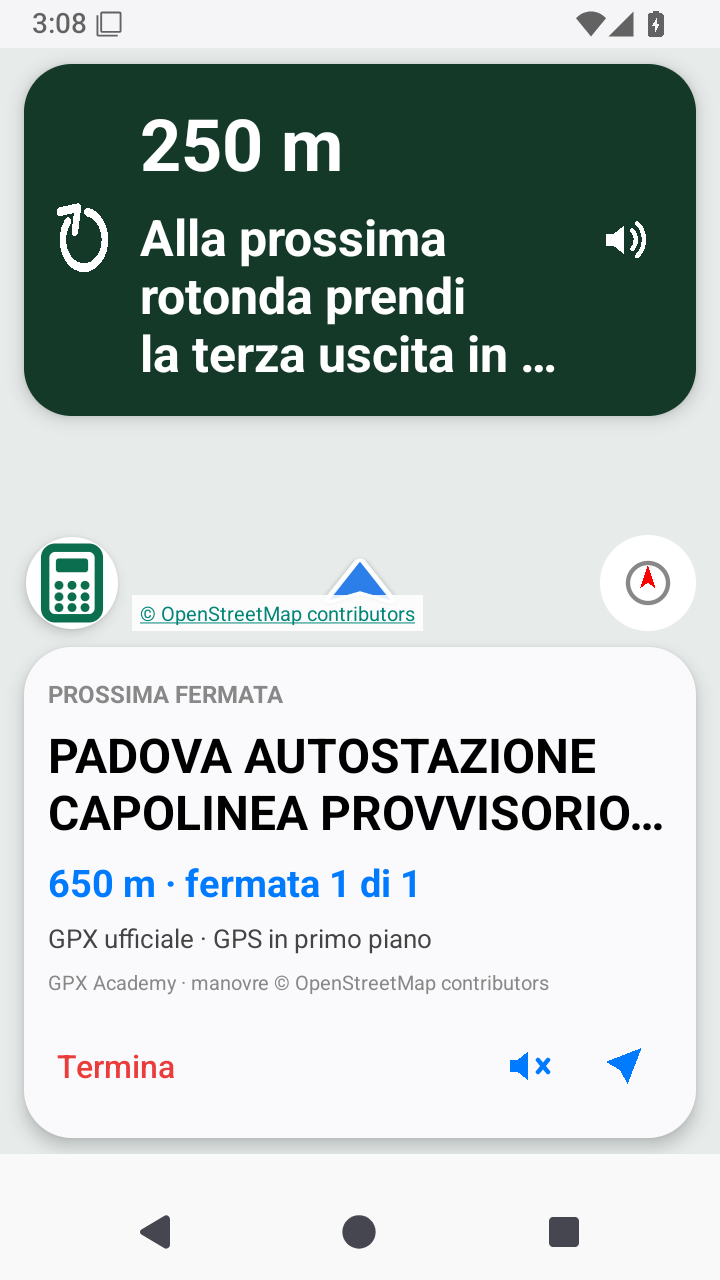 3:08
250 m
Alla prossima
rotonda prendi
la terza uscita in ...
© OpenStreetMap contributors
PROSSIMA FERMATA
PADOVA AUTOSTAZIONE
CAPOLINEA PROVVISORIO...
650 m · fermata 1 di 1
GPX ufficiale · GPS in primo piano
GPX Academy · manovre © OpenStreetMap contributors
Termina